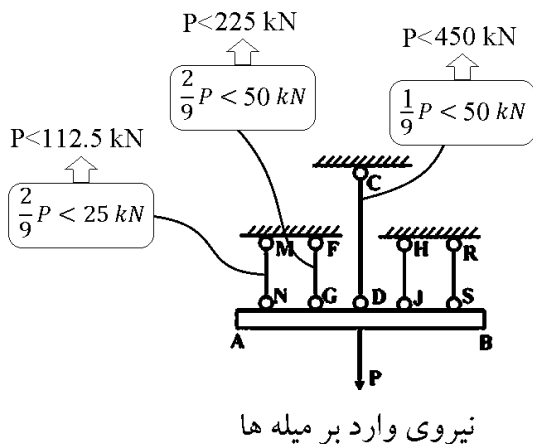 P<225 kN
P<450 kN
2/9 P < 50 kN
1/9 P < 50 kN
P<112.5 kN
2/9 P < 25 kN
C
M F H R
N G D J S
A B
P
نیروی وارد بر میله ها